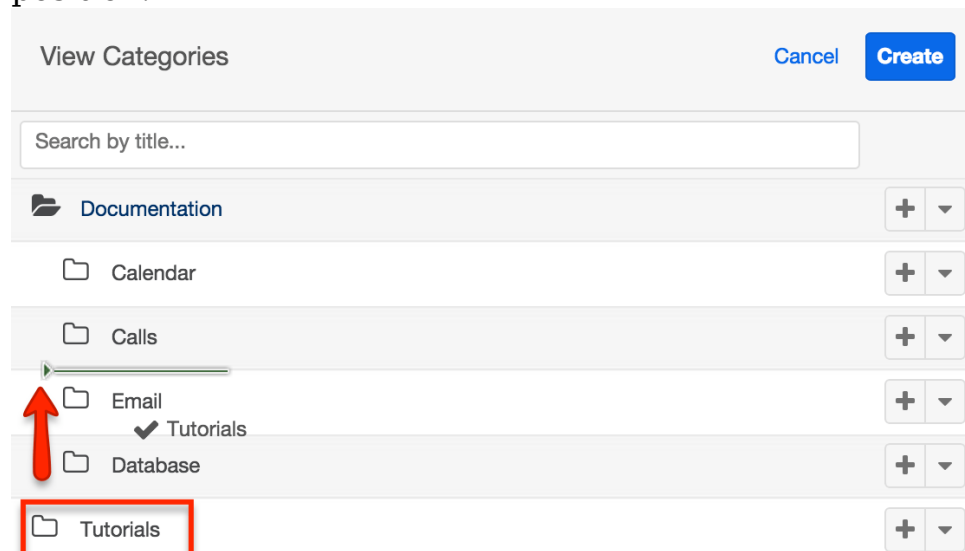 View Categories
Cancel
Create
Search by title...
Documentation
Calendar
Calls
Email
Tutorials
Database
Tutorials